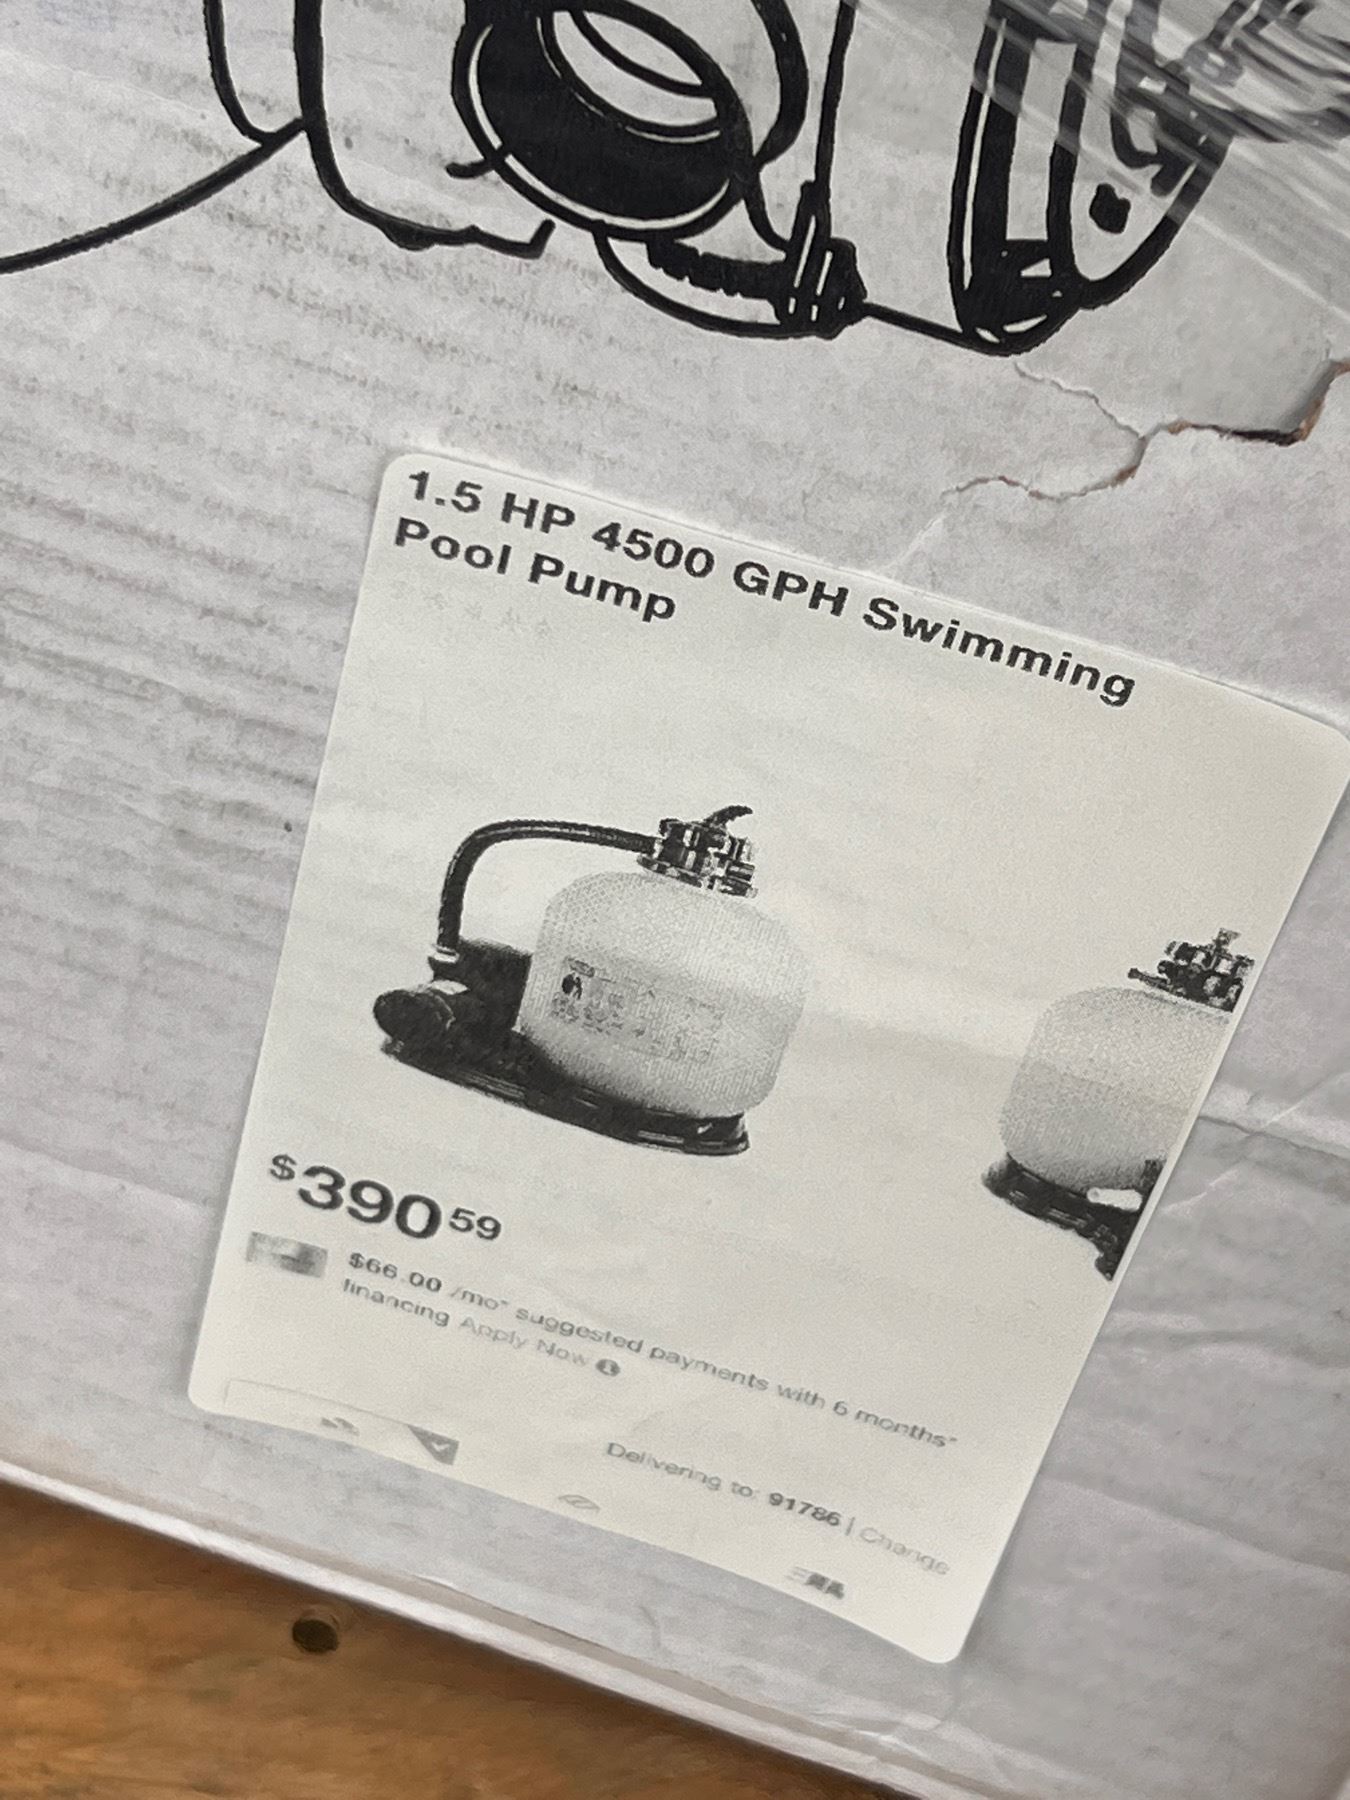 1.5 HP 4500 GPH Swimming
Pool Pump
$390 59
$66.00 /mo* suggested payments with 6 months*
financing Apply Now
Delivering to: 91786 | Change